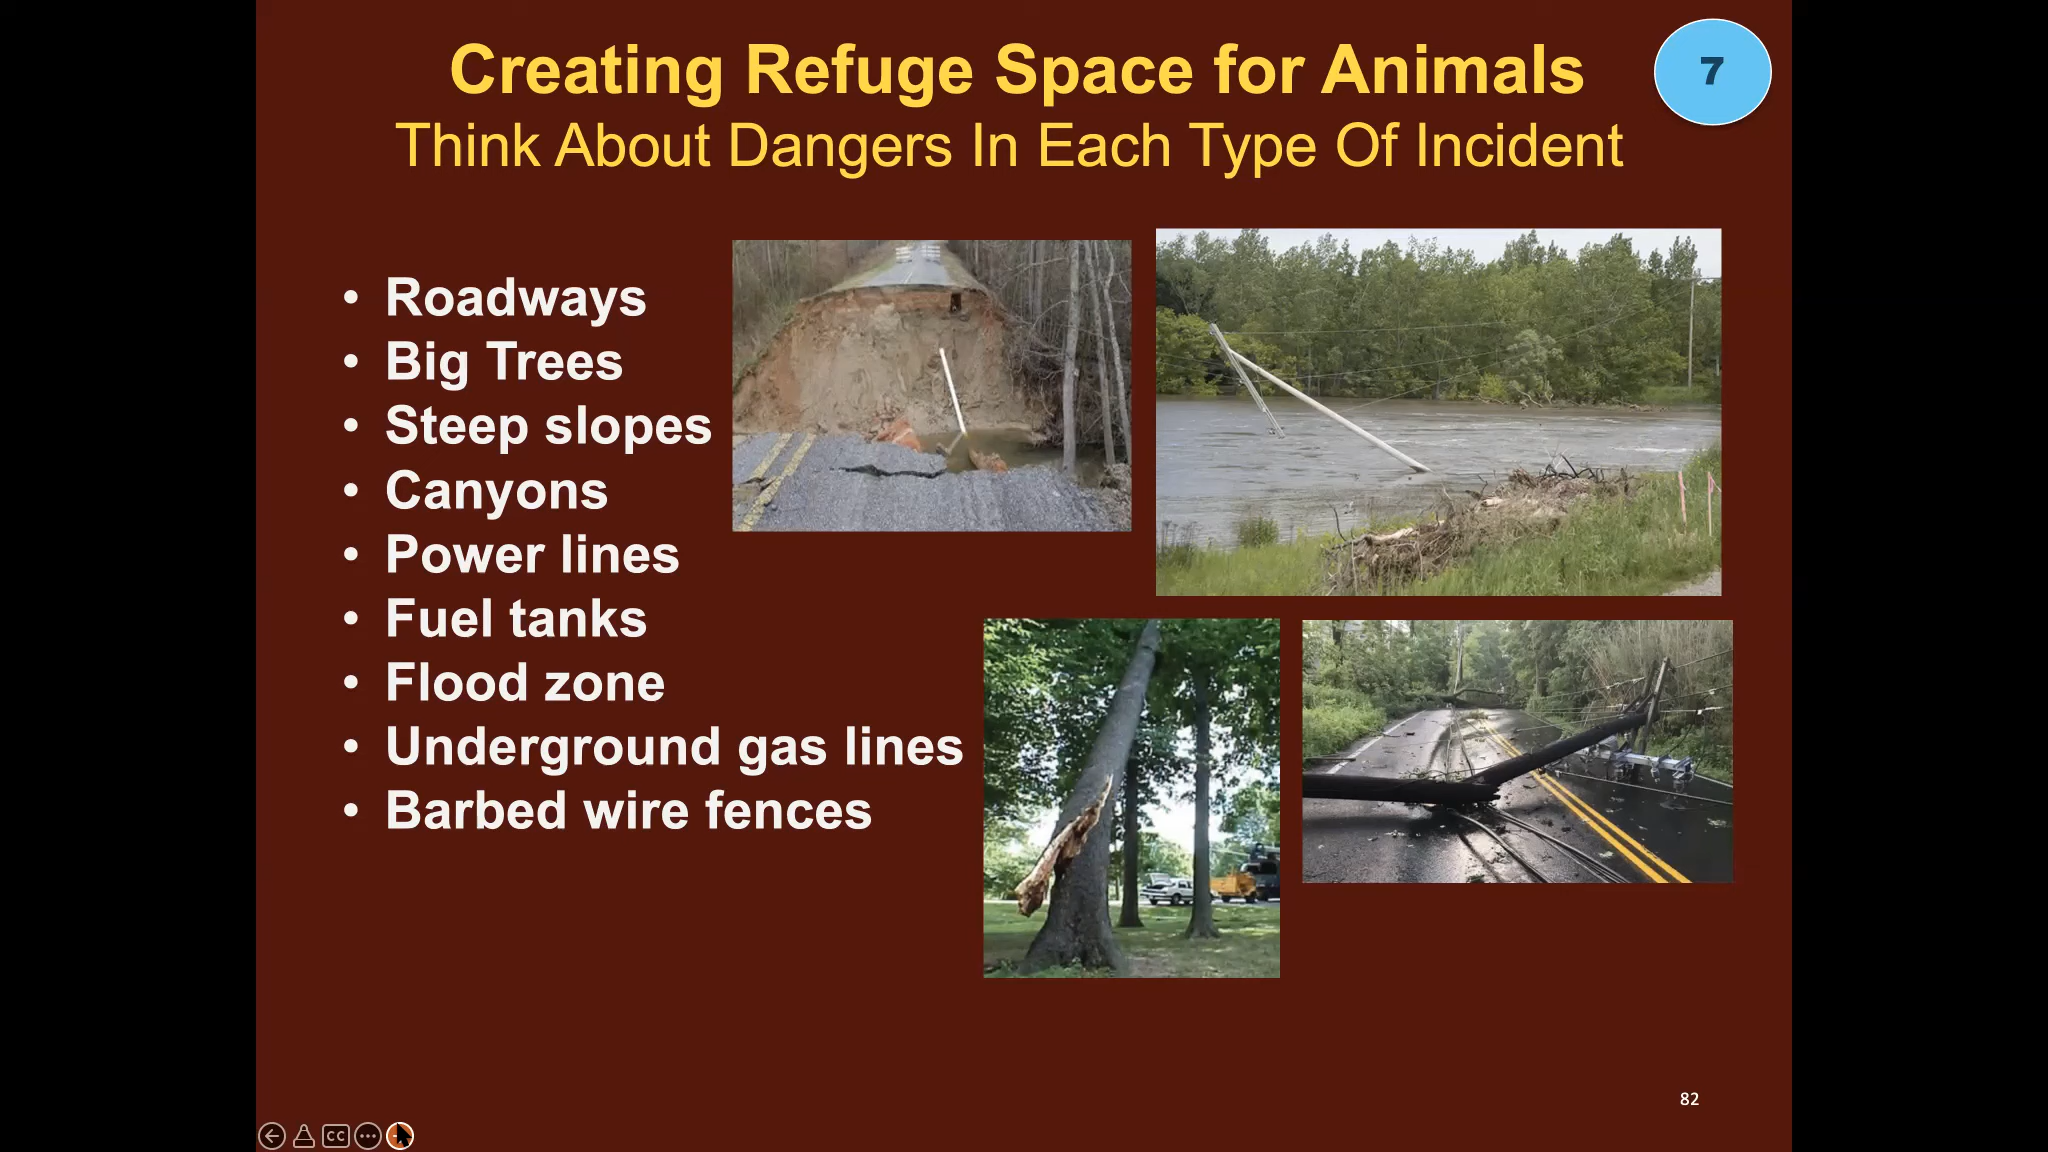 Creating Refuge Space for Animals
7
Think About Dangers In Each Type Of Incident
• Roadways
• Big Trees
• Steep slopes
• Canyons
• Power lines
• Fuel tanks
• Flood zone
• Underground gas lines
• Barbed wire fences
82
CC